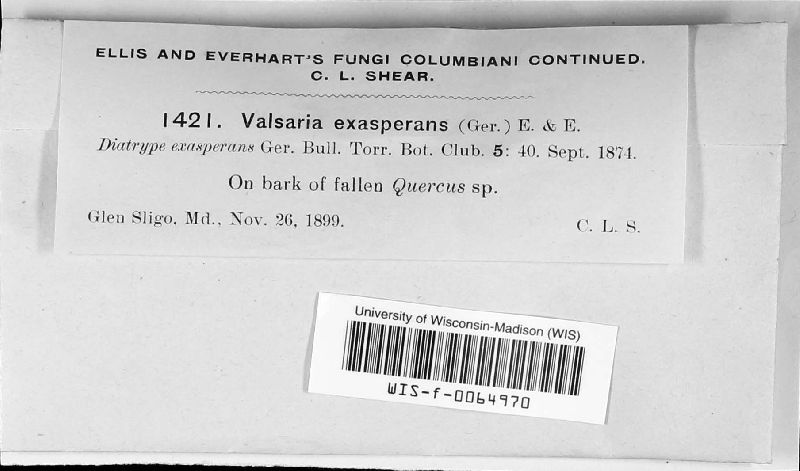 ELLIS AND EVERHART'S FUNGI COLUMBIANI CONTINUED.
C. L. SHEAR.
1421. Valsaria exasperans (Ger.) E. & E.
Diatrype exasperans Ger. Bull. Torr. Bot. Club. 5: 40. Sept. 1874.
On bark of fallen Quercus sp.
Glen Sligo, Md., Nov. 26, 1899. C. L. S.
University of Wisconsin-Madison (WIS)
WIS-f-0064970